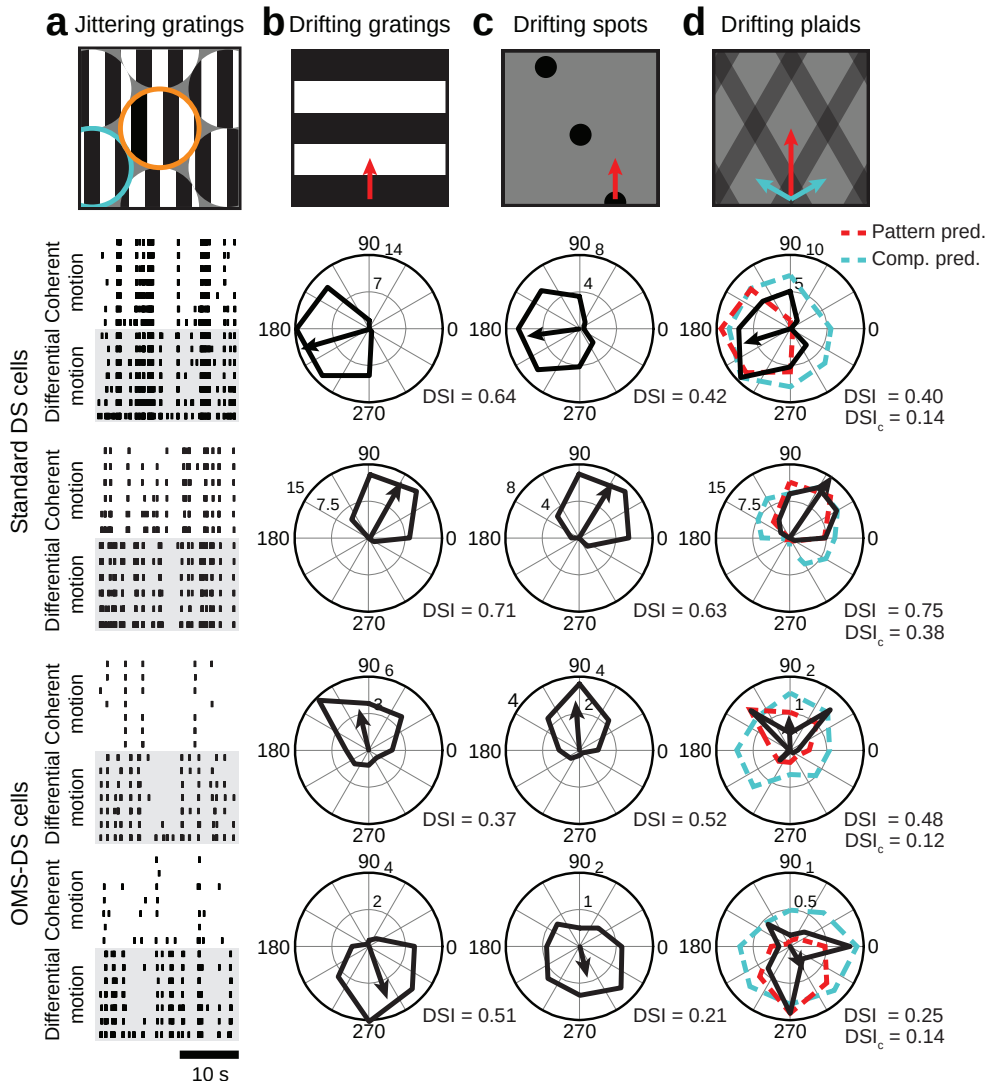 a Jittering gratings
b Drifting gratings
c Drifting spots
d Drifting plaids
Pattern pred.
Comp. pred.
Standard DS cells
Differential motion
Coherent motion
90 14
7
180
0
270
DSI = 0.64
90 8
4
180
0
270
DSI = 0.42
90 10
5
180
0
270
DSI = 0.40
DSIc = 0.14
Differential motion
Coherent motion
90
15
7.5
180
0
270
DSI = 0.71
90
8
4
180
0
270
DSI = 0.63
90
15
7.5
180
0
270
DSI = 0.75
DSIc = 0.38
OMS-DS cells
Differential motion
Coherent motion
90 6
3
180
0
270
DSI = 0.37
90 4
4 2
180
0
270
DSI = 0.52
90 2
1
180
0
270
DSI = 0.48
DSIc = 0.12
Differential motion
Coherent motion
90 4
2
180
0
270
DSI = 0.51
90 2
1
180
0
270
DSI = 0.21
90 1
0.5
180
0
270
DSI = 0.25
DSIc = 0.14
10 s